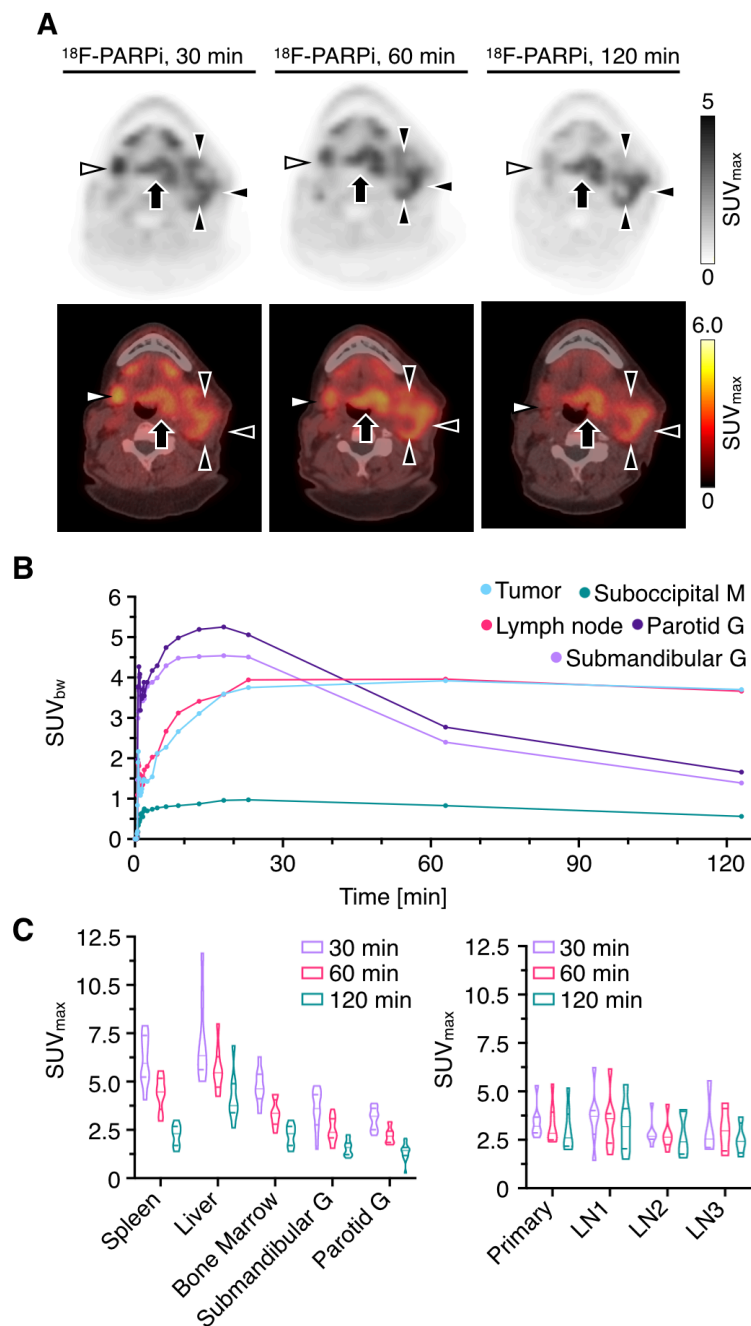 A
¹⁸F-PARPi, 30 min ¹⁸F-PARPi, 60 min ¹⁸F-PARPi, 120 min
5
SUVmax
0
6.0
SUVmax
0
B
Tumor Suboccipital M
Lymph node Parotid G
Submandibular G
6
5
4
3
2
1
0
SUVbw
0 30 60 90 120
Time [min]
C
12.5
10.5
7.5
5.0
2.5
0
SUVmax
30 min
60 min
120 min
Spleen
Liver
Bone Marrow
Submandibular G
Parotid G
12.5
10.5
7.5
5.0
2.5
0
SUVmax
30 min
60 min
120 min
Primary
LN1
LN2
LN3